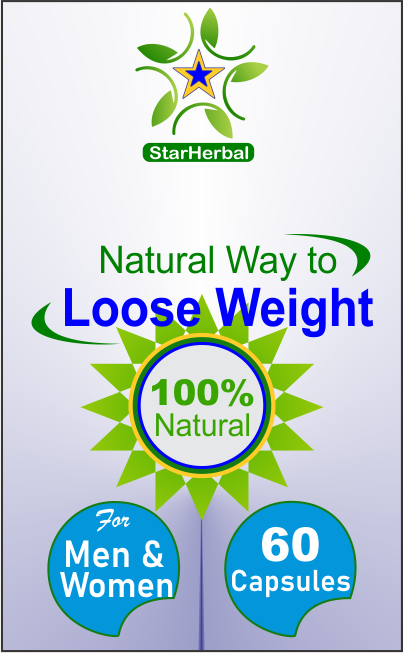 StarHerbal
Natural Way to
Loose Weight
100%
Natural
For
Men &
Women
60
Capsules